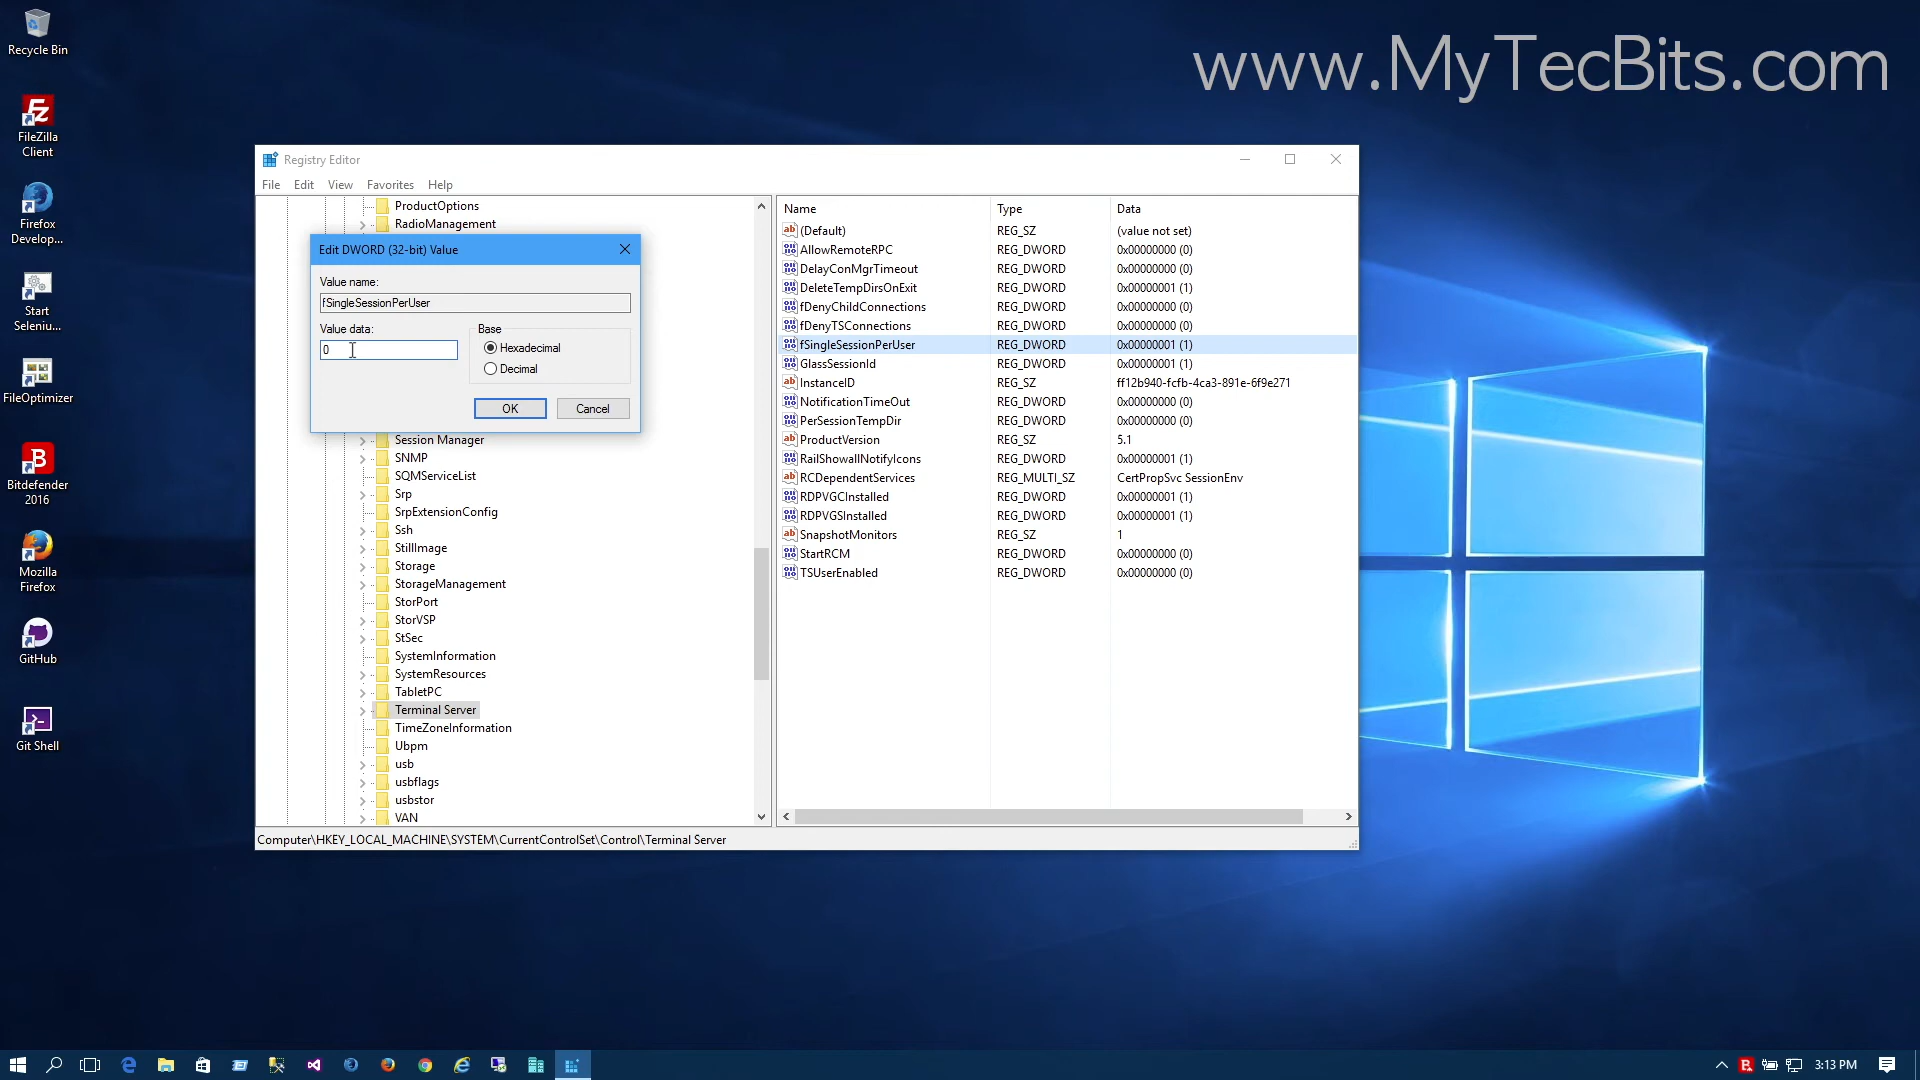 www.MyTecBits.com
Recycle Bin
FileZilla
Client
Firefox
Develop...
Start
Seleniu...
FileOptimizer
Bitdefender
2016
Mozilla
Firefox
GitHub
Git Shell
Registry Editor
File Edit View Favorites Help
ProductOptions
RadioManagement
Edit DWORD (32-bit) Value
Value name:
fSingleSessionPerUser
Value data:
0
Base
Hexadecimal
Decimal
OK Cancel
Session Manager
SNMP
SQMServiceList
Srp
SrpExtensionConfig
Ssh
StillImage
Storage
StorageManagement
StorPort
StorVSP
StSec
SystemInformation
SystemResources
TabletPC
Terminal Server
TimeZoneInformation
Ubpm
usb
usbflags
usbstor
VAN
Name Type Data
(Default) REG_SZ (value not set)
AllowRemoteRPC REG_DWORD 0x00000000 (0)
DelayConMgrTimeout REG_DWORD 0x00000000 (0)
DeleteTempDirsOnExit REG_DWORD 0x00000001 (1)
fDenyChildConnections REG_DWORD 0x00000000 (0)
fDenyTSConnections REG_DWORD 0x00000000 (0)
fSingleSessionPerUser REG_DWORD 0x00000001 (1)
GlassSessionId REG_DWORD 0x00000001 (1)
InstanceID REG_SZ ff12b940-fcfb-4ca3-891e-6f9e271
NotificationTimeOut REG_DWORD 0x00000000 (0)
PerSessionTempDir REG_DWORD 0x00000000 (0)
ProductVersion REG_SZ 5.1
RailShowallNotifyIcons REG_DWORD 0x00000001 (1)
RCDependentServices REG_MULTI_SZ CertPropSvc SessionEnv
RDPVGCInstalled REG_DWORD 0x00000001 (1)
RDPVGSInstalled REG_DWORD 0x00000001 (1)
SnapshotMonitors REG_SZ 1
StartRCM REG_DWORD 0x00000000 (0)
TSUserEnabled REG_DWORD 0x00000000 (0)
Computer\HKEY_LOCAL_MACHINE\SYSTEM\CurrentControlSet\Control\Terminal Server
3:13 PM